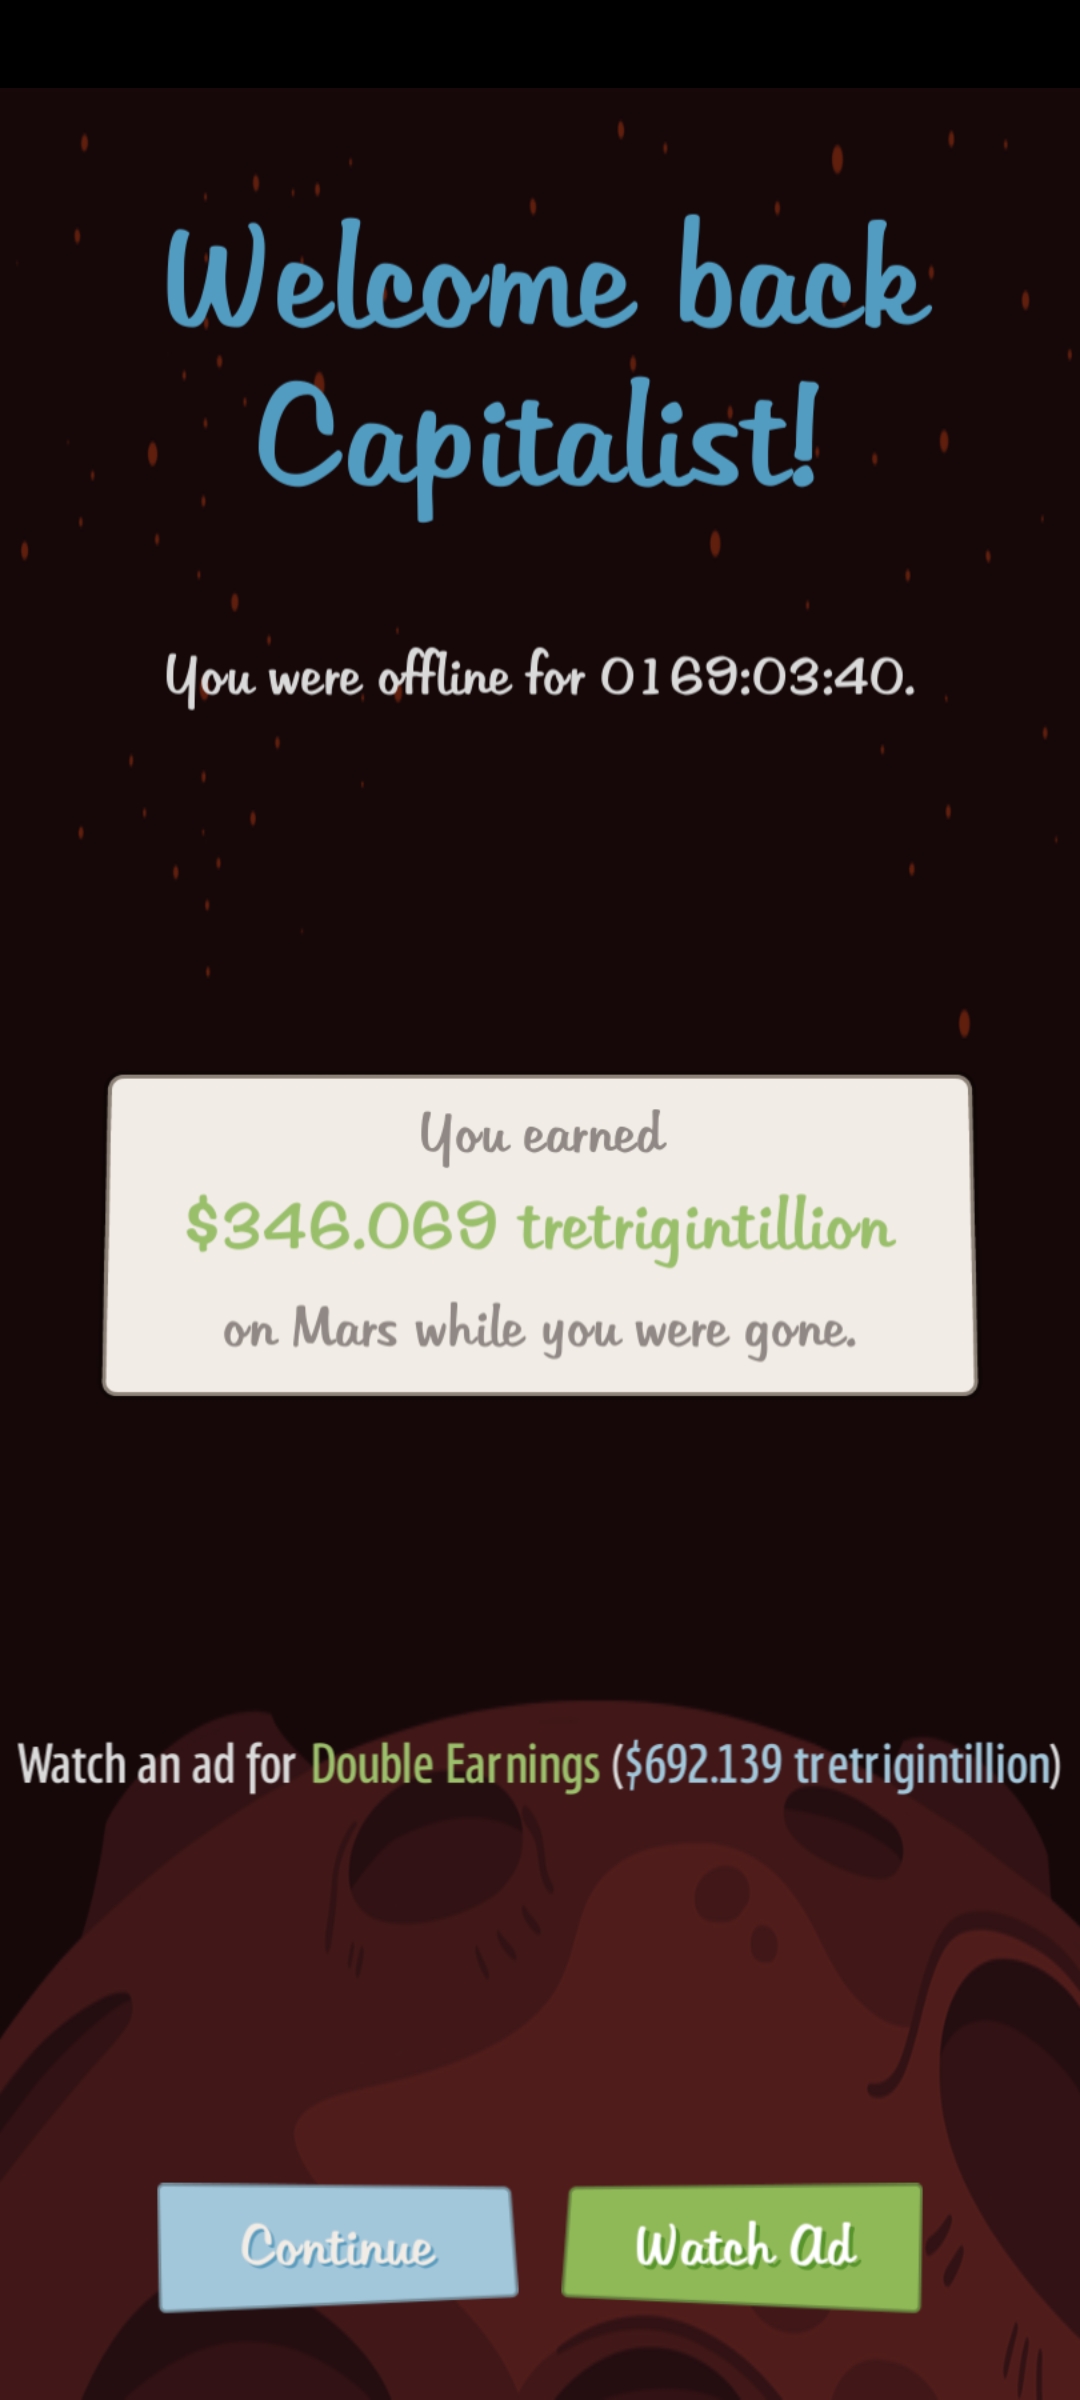 Welcome back
Capitalist!
You were offline for 0169:03:40.
You earned
$346.069 tretrigintillion
on Mars while you were gone.
Watch an ad for Double Earnings ($692.139 tretrigintillion)
Continue
Watch Ad